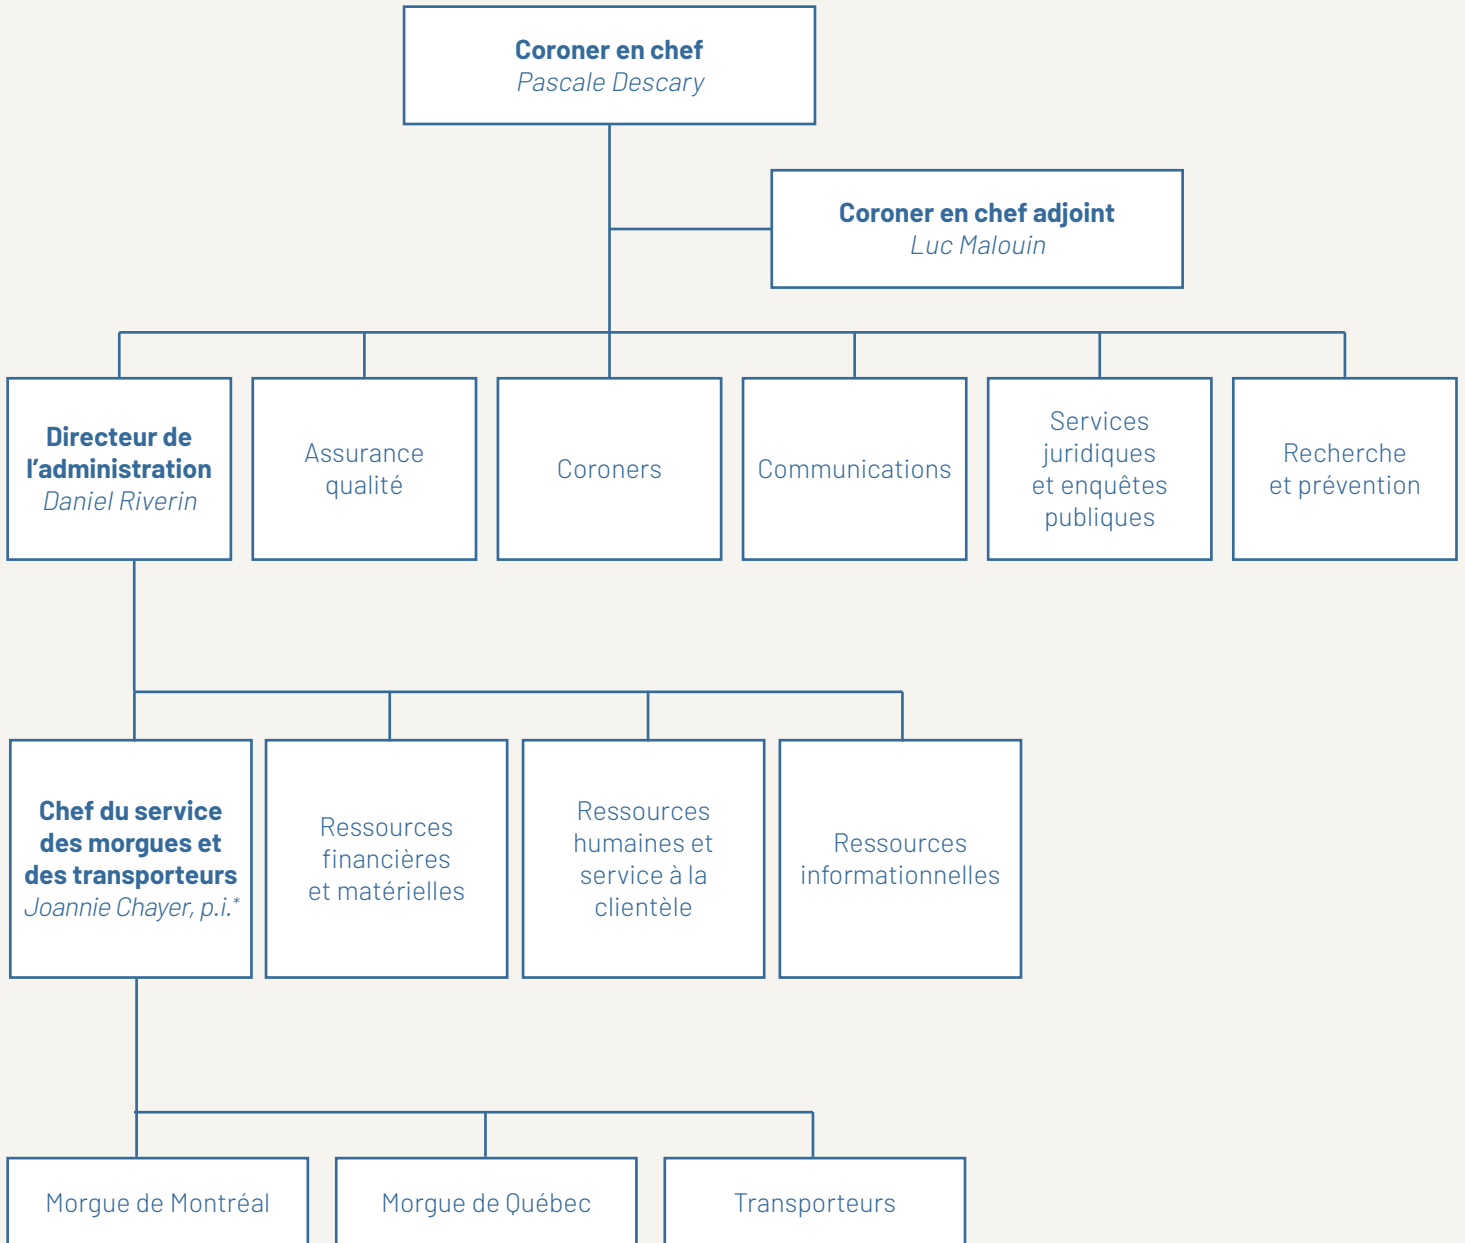 Coroner en chef
Pascale Descary
Coroner en chef adjoint
Luc Malouin
Directeur de
l’administration
Daniel Riverin
Assurance
qualité
Coroners
Communications
Services
juridiques
et enquêtes
publiques
Recherche
et prévention
Chef du service
des morgues et
des transporteurs
Joannie Chayer, p.i.*
Ressources
financières
et matérielles
Ressources
humaines et
service à la
clientèle
Ressources
informationnelles
Morgue de Montréal
Morgue de Québec
Transporteurs